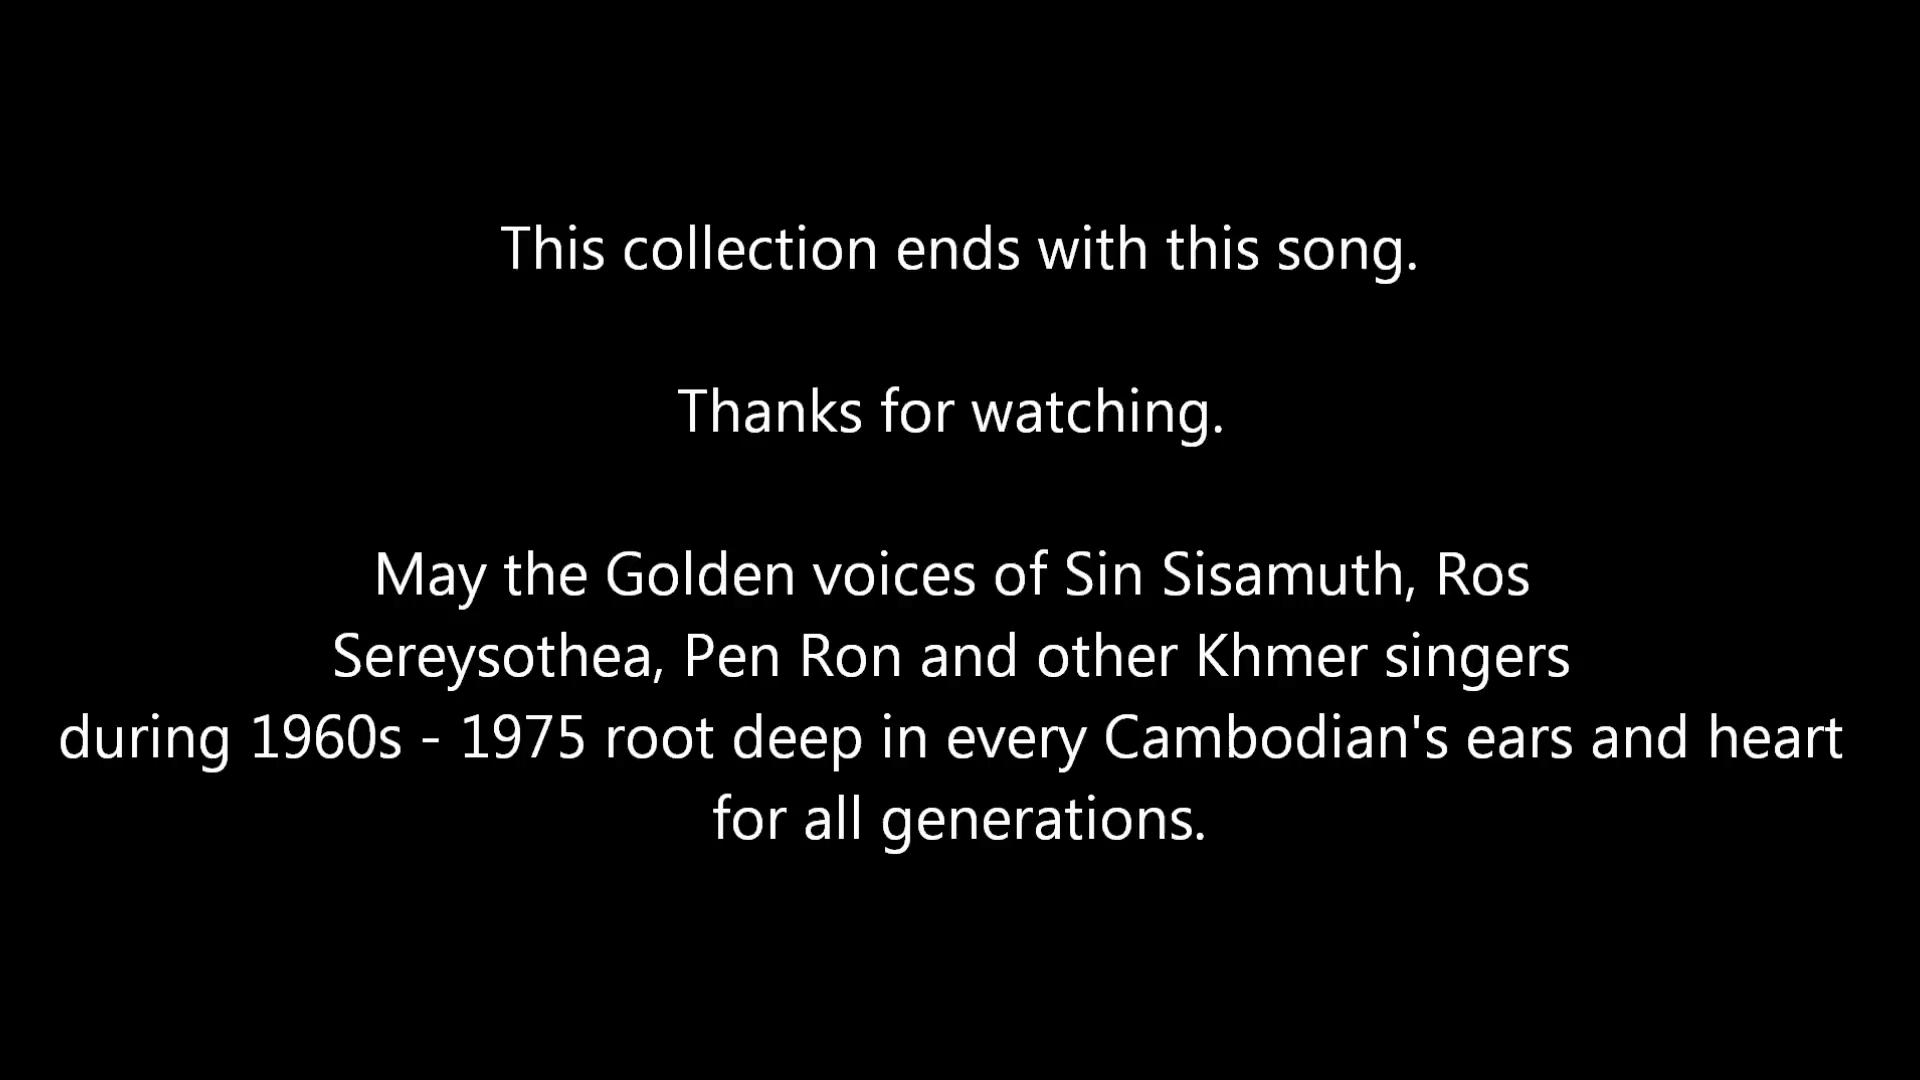 This collection ends with this song.
Thanks for watching.
May the Golden voices of Sin Sisamuth, Ros
Sereysothea, Pen Ron and other Khmer singers
during 1960s - 1975 root deep in every Cambodian's ears and heart
for all generations.